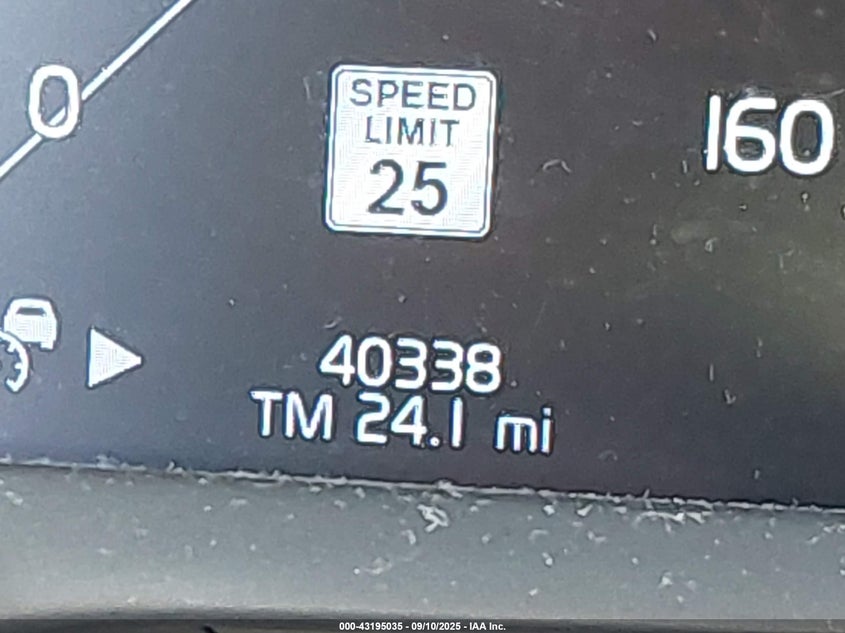 0
SPEED
LIMIT
25
160
40338
TM 24.1 mi
000-43195035 - 09/10/2025 - IAA Inc.